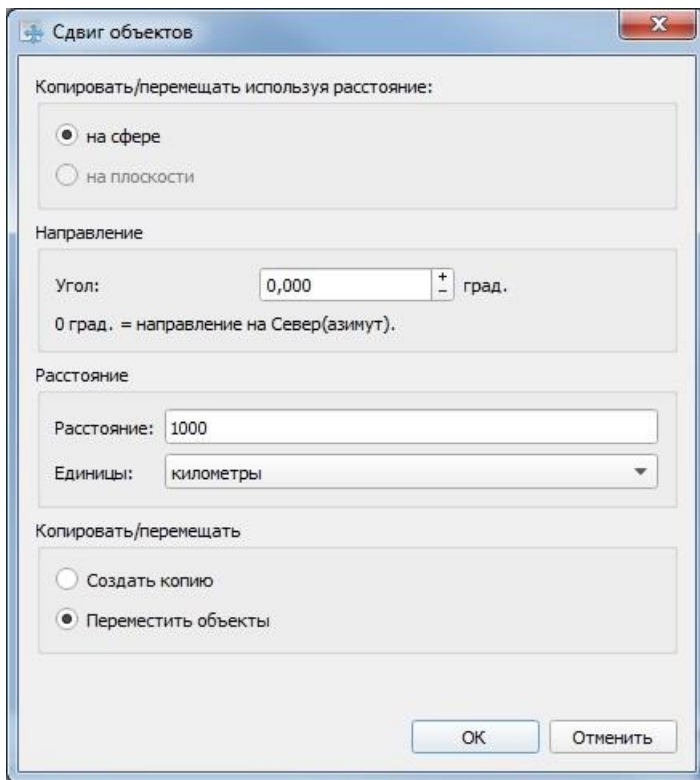 Сдвиг объектов
Копировать/перемещать используя расстояние:
на сфере
на плоскости
Направление
Угол: 0,000 + − град.
0 град. = направление на Север(азимут).
Расстояние
Расстояние: 1000
Единицы: километры
Копировать/перемещать
Создать копию
Переместить объекты
ОК Отменить